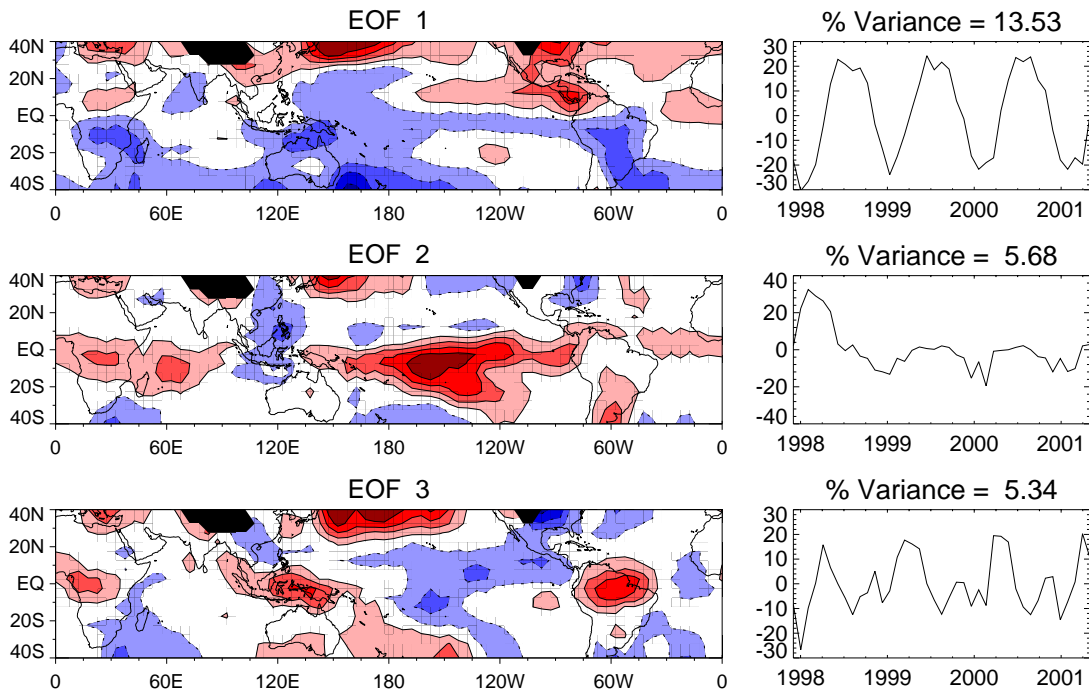 EOF 1
% Variance = 13.53
40N
20N
EQ
20S
40S
0 60E 120E 180 120W 60W 0
30
20
10
0
-10
-20
-30
1998 1999 2000 2001
EOF 2
% Variance = 5.68
40N
20N
EQ
20S
40S
0 60E 120E 180 120W 60W 0
40
20
0
-20
-40
1998 1999 2000 2001
EOF 3
% Variance = 5.34
40N
20N
EQ
20S
40S
0 60E 120E 180 120W 60W 0
30
20
10
0
-10
-20
-30
1998 1999 2000 2001